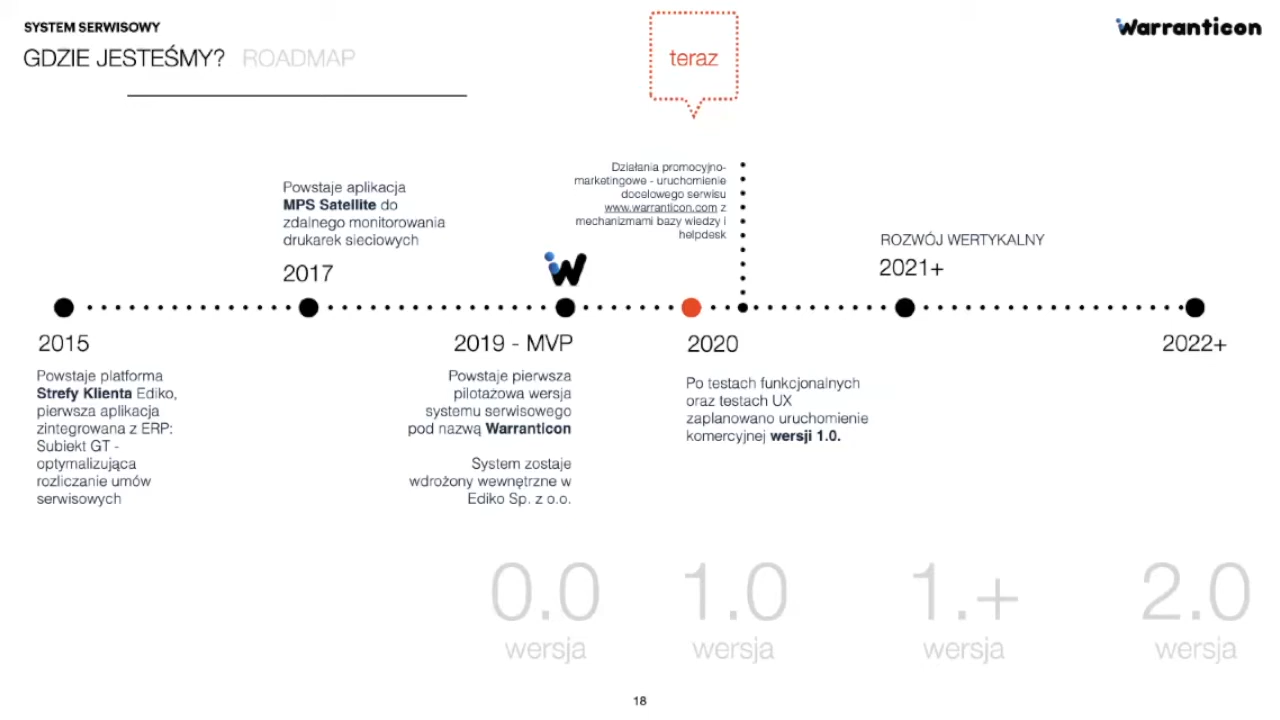 SYSTEM SERWISOWY
GDZIE JESTEŚMY? ROADMAP
Warranticon
teraz
Działania promocyjno-
marketingowe - uruchomienie
docelowego serwisu
www.warranticon.com z
mechanizmami bazy wiedzy i
helpdesk
Powstaje aplikacja
MPS Satellite do
zdalnego monitorowania
drukarek sieciowych
2017
W
ROZWÓJ WERTYKALNY
2021+
2015
Powstaje platforma
Strefy Klienta Ediko,
pierwsza aplikacja
zintegrowana z ERP:
Subiekt GT -
optymalizująca
rozliczanie umów
serwisowych
2019 - MVP
Powstaje pierwsza
pilotażowa wersja
systemu serwisowego
pod nazwą Warranticon
System zostaje
wdrożony wewnętrzne w
Ediko Sp. z o.o.
2020
Po testach funkcjonalnych
oraz testach UX
zaplanowano uruchomienie
komercyjnej wersji 1.0.
2022+
0.0
wersja
1.0
wersja
1.+
wersja
2.0
wersja
18